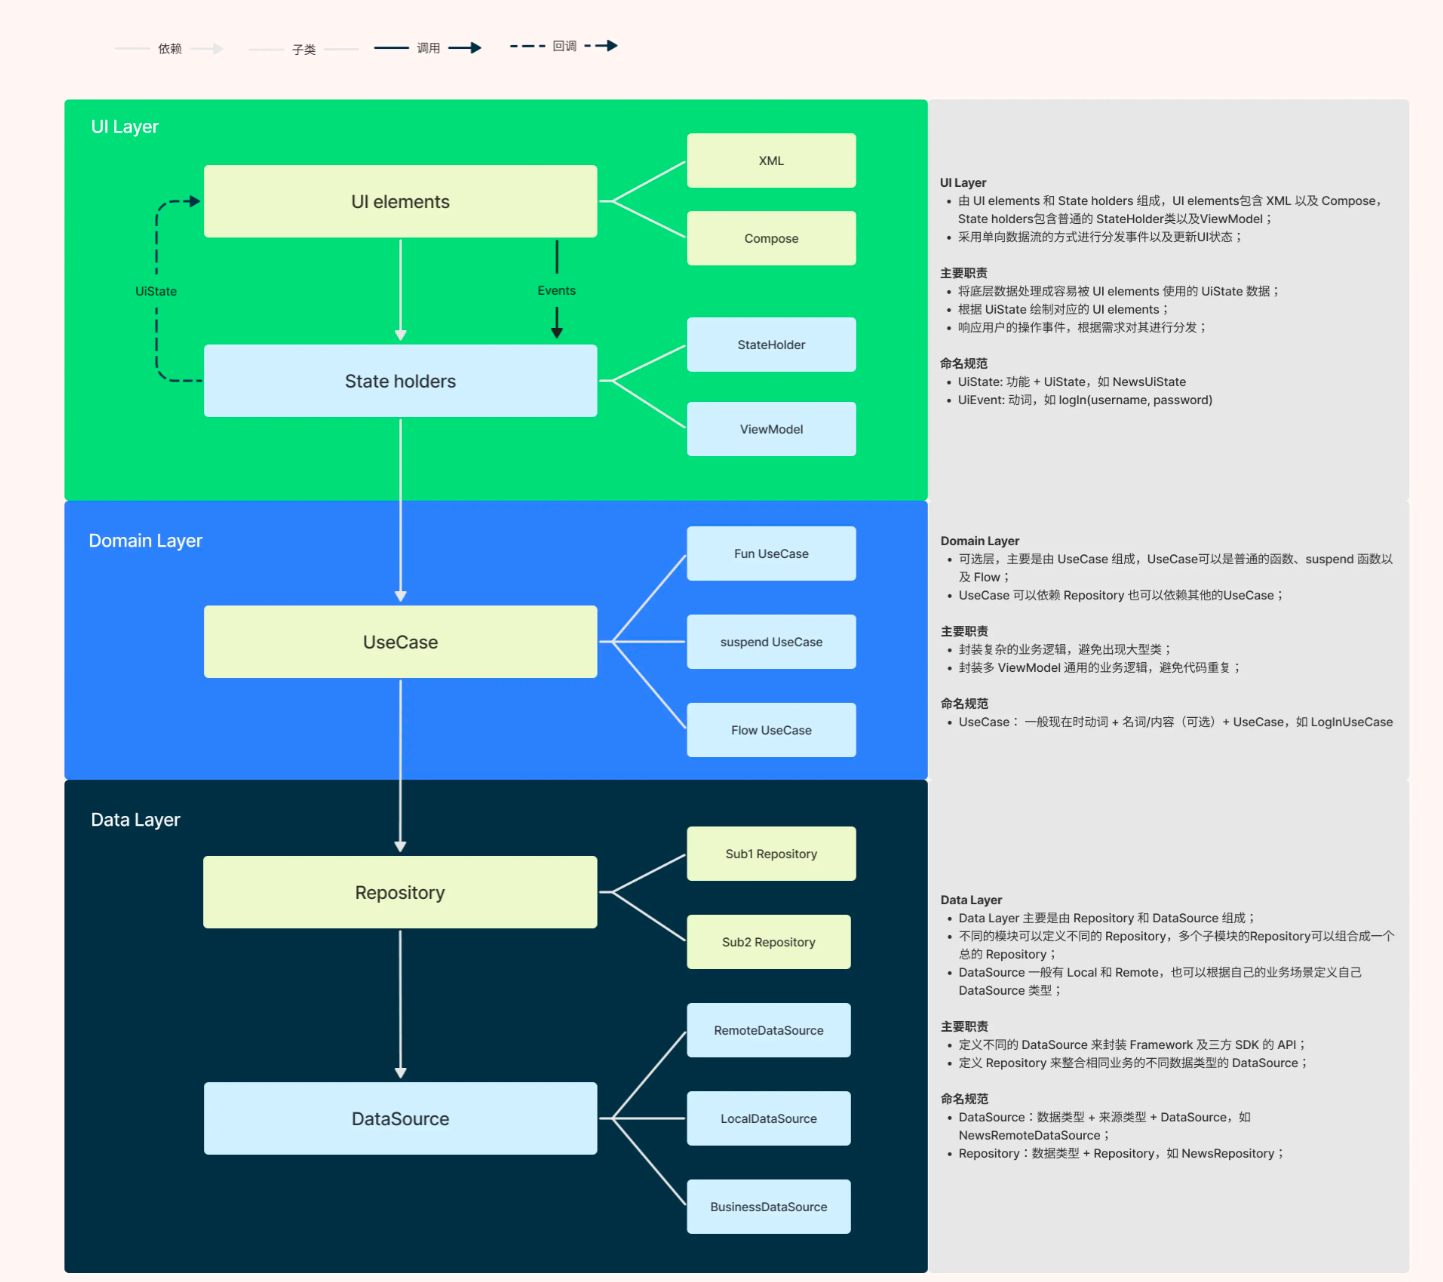 依赖
子类
调用
回调
UI Layer
UI elements
XML
Compose
UiState
Events
State holders
StateHolder
ViewModel
UI Layer
• 由 UI elements 和 State holders 组成，UI elements包含 XML 以及 Compose，
State holders包含普通的 StateHolder类以及ViewModel；
• 采用单向数据流的方式进行分发事件以及更新UI状态；
主要职责
• 将底层数据处理成容易被 UI elements 使用的 UiState 数据；
• 根据 UiState 绘制对应的 UI elements；
• 响应用户的操作事件，根据需求对其进行分发；
命名规范
• UiState: 功能 + UiState，如 NewsUiState
• UiEvent: 动词，如 logIn(username, password)
Domain Layer
UseCase
Fun UseCase
suspend UseCase
Flow UseCase
Domain Layer
• 可选层，主要是由 UseCase 组成，UseCase可以是普通的函数、suspend 函数以
及 Flow；
• UseCase 可以依赖 Repository 也可以依赖其他的UseCase；
主要职责
• 封装复杂的业务逻辑，避免出现大型类；
• 封装多 ViewModel 通用的业务逻辑，避免代码重复；
命名规范
• UseCase： 一般现在时动词 + 名词/内容（可选）+ UseCase，如 LogInUseCase
Data Layer
Repository
Sub1 Repository
Sub2 Repository
DataSource
RemoteDataSource
LocalDataSource
BusinessDataSource
Data Layer
• Data Layer 主要是由 Repository 和 DataSource 组成；
• 不同的模块可以定义不同的 Repository，多个子模块的Repository可以组合成一个
总的 Repository；
• DataSource 一般有 Local 和 Remote，也可以根据自己的业务场景定义自己
DataSource 类型；
主要职责
• 定义不同的 DataSource 来封装 Framework 及三方 SDK 的 API；
• 定义 Repository 来整合相同业务的不同数据类型的 DataSource；
命名规范
• DataSource：数据类型 + 来源类型 + DataSource，如
NewsRemoteDataSource；
• Repository：数据类型 + Repository，如 NewsRepository；